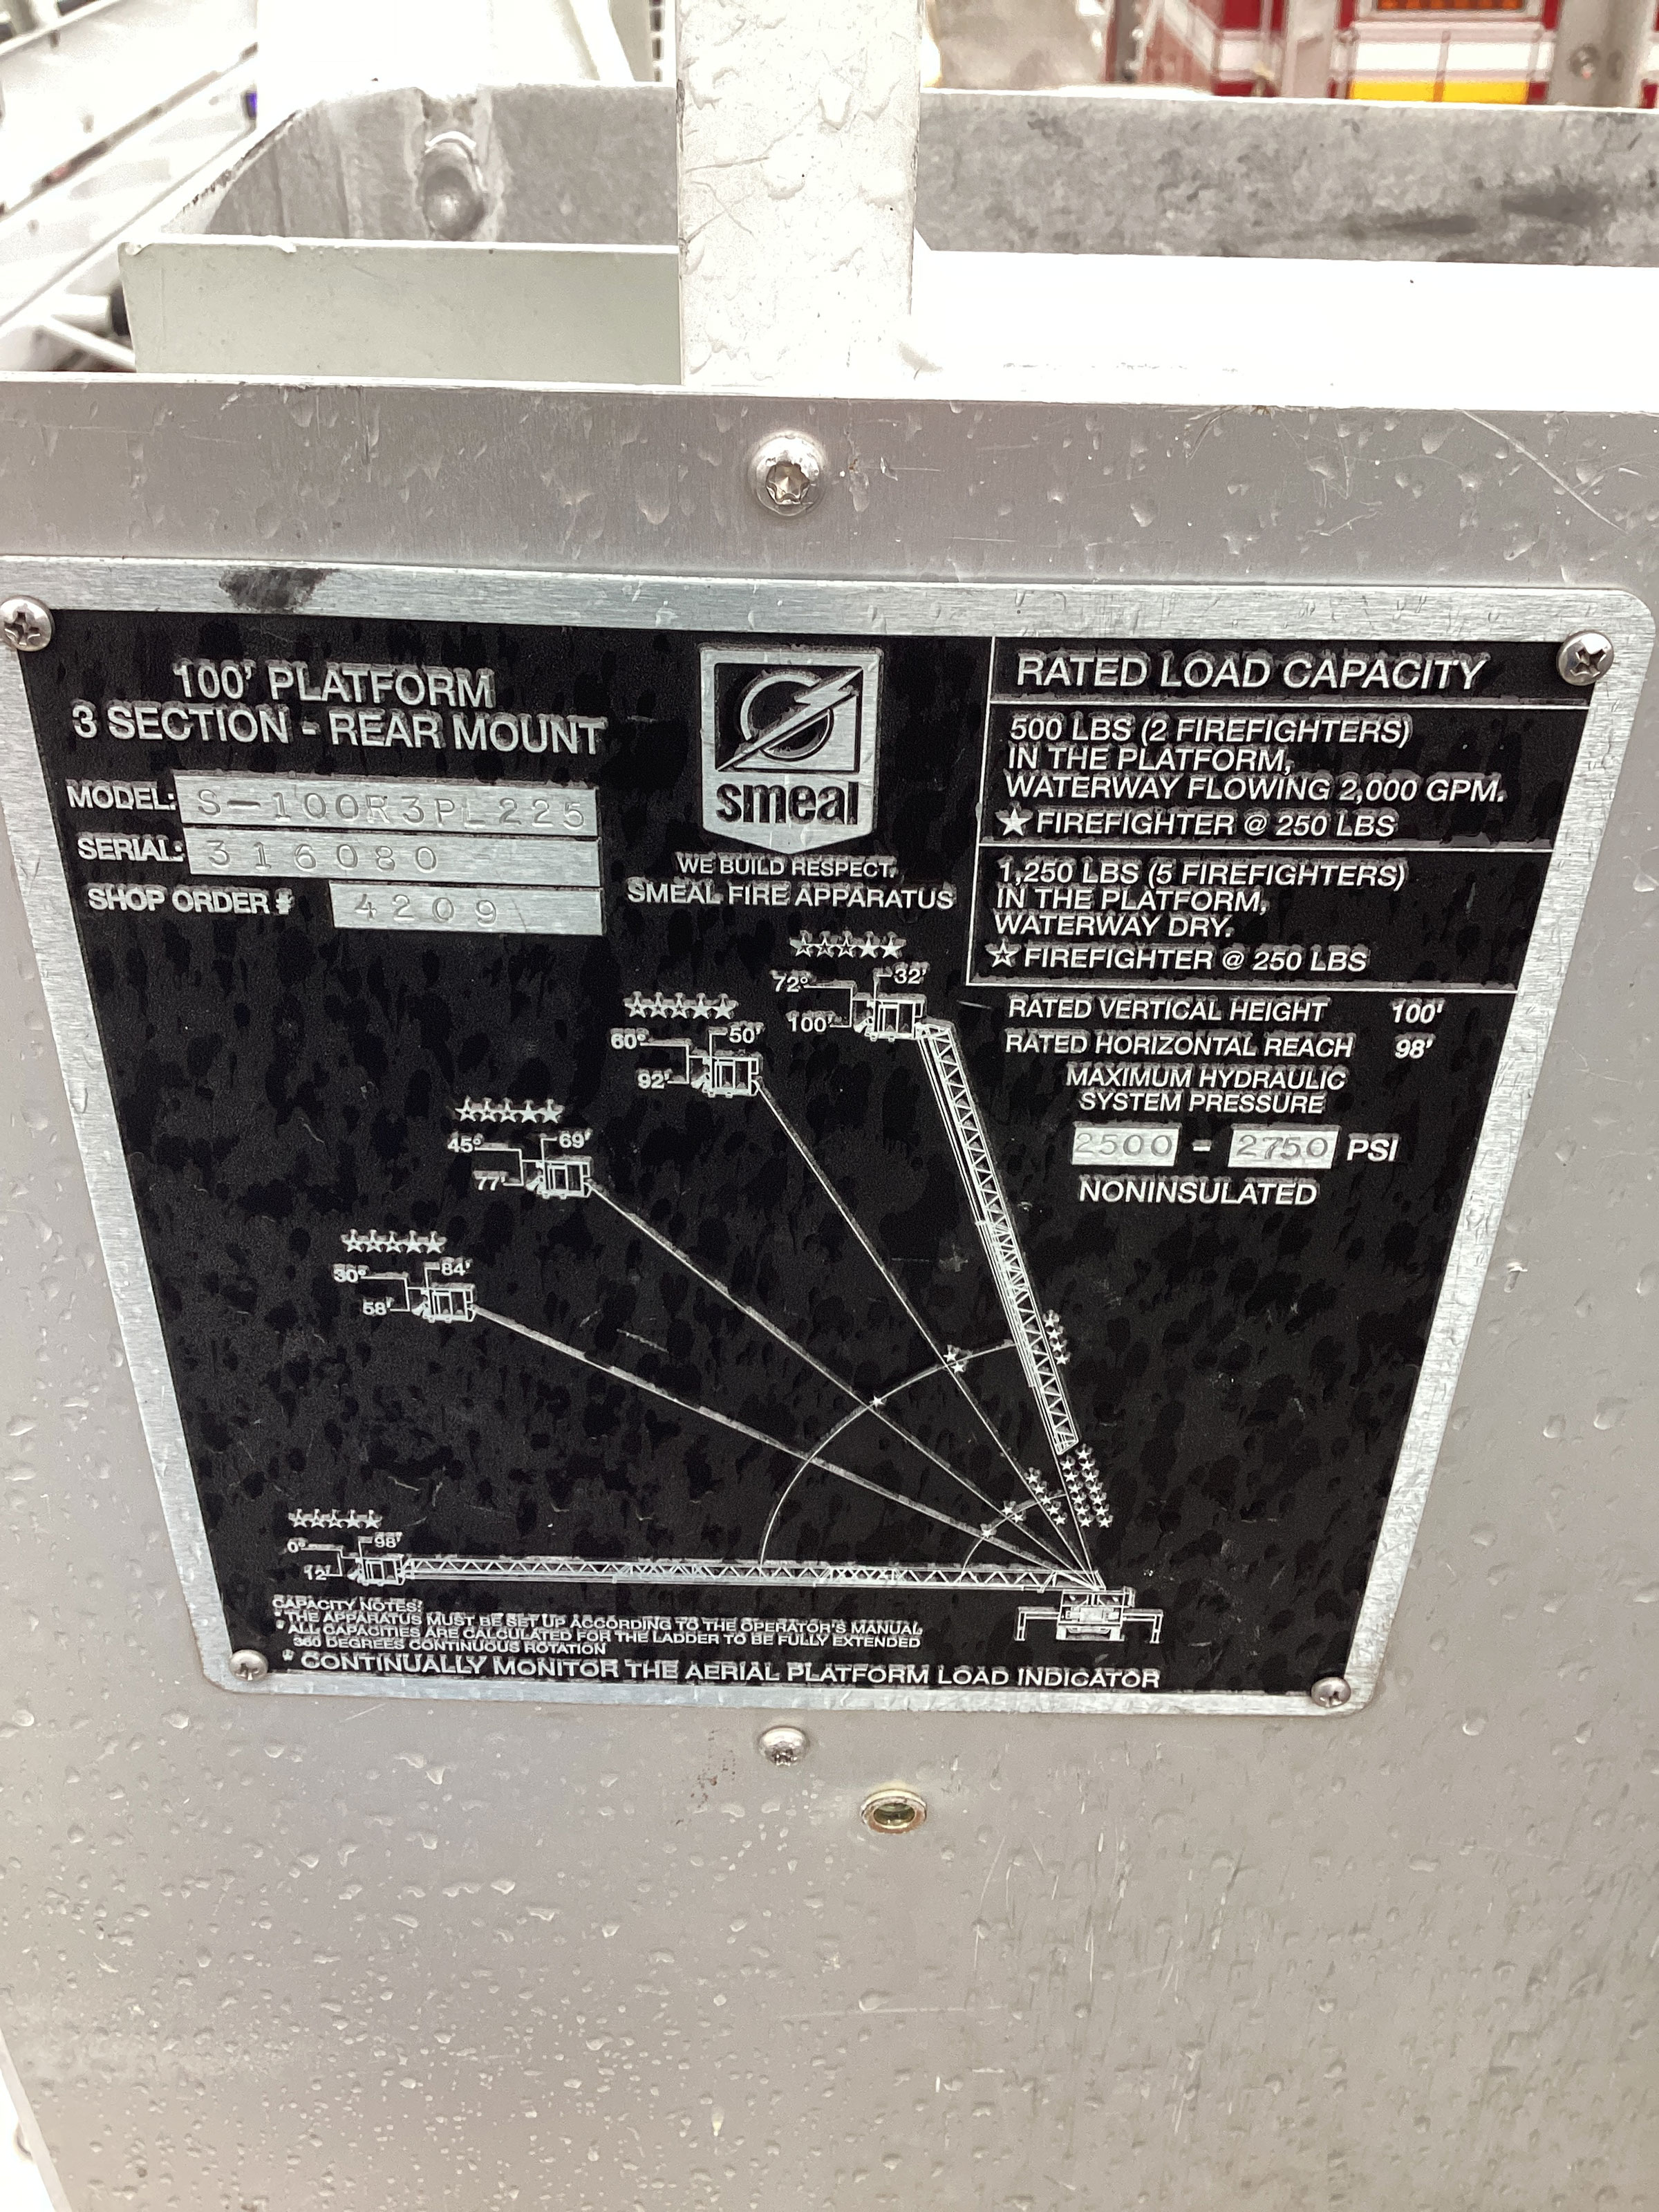 100' PLATFORM
3 SECTION - REAR MOUNT
MODEL: S-100R3PL225
SERIAL: 316080
SHOP ORDER # 4209
smeal
WE BUILD RESPECT.
SMEAL FIRE APPARATUS
RATED LOAD CAPACITY
500 LBS (2 FIREFIGHTERS)
IN THE PLATFORM,
WATERWAY FLOWING 2,000 GPM.
★ FIREFIGHTER @ 250 LBS
1,250 LBS (5 FIREFIGHTERS)
IN THE PLATFORM,
WATERWAY DRY.
☆ FIREFIGHTER @ 250 LBS
RATED VERTICAL HEIGHT 100'
RATED HORIZONTAL REACH 98'
MAXIMUM HYDRAULIC
SYSTEM PRESSURE
2500 - 2750 PSI
NONINSULATED
72° 32'
100'
60° 50'
92'
45° 69'
77'
30° 84'
58'
0° 98'
12'
CAPACITY NOTES:
* THE APPARATUS MUST BE SET UP ACCORDING TO THE OPERATOR'S MANUAL
* ALL CAPACITIES ARE CALCULATED FOR THE LADDER TO BE FULLY EXTENDED
360 DEGREES CONTINUOUS ROTATION
* CONTINUALLY MONITOR THE AERIAL PLATFORM LOAD INDICATOR